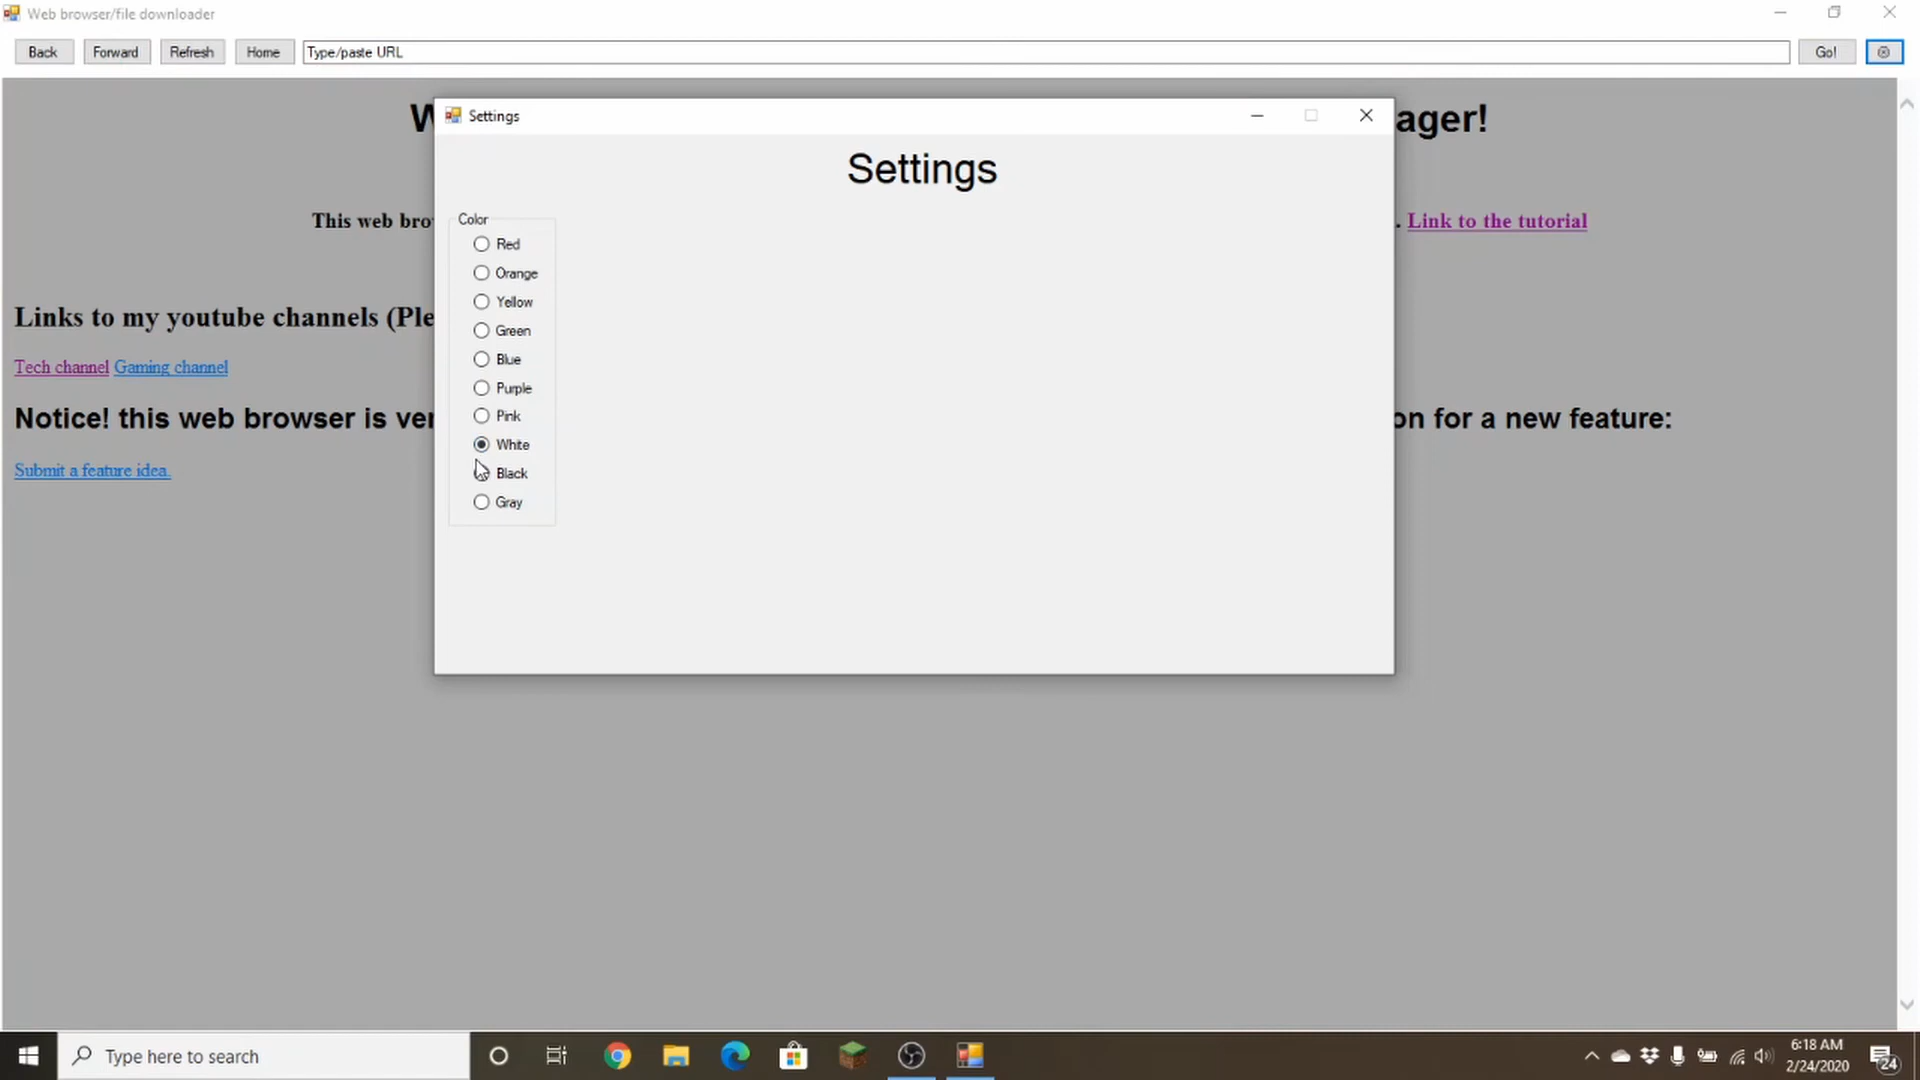 Web browser/file downloader
Back Forward Refresh Home Type/paste URL Go!
W ager!
Settings
Settings
This web brow . Link to the tutorial
Color
Red
Orange
Yellow
Links to my youtube channels (Ple
Green
Blue
Tech channel Gaming channel
Purple
Pink
Notice! this web browser is ver on for a new feature:
White
Submit a feature idea.
Black
Gray
Type here to search
6:18 AM
2/24/2020
24